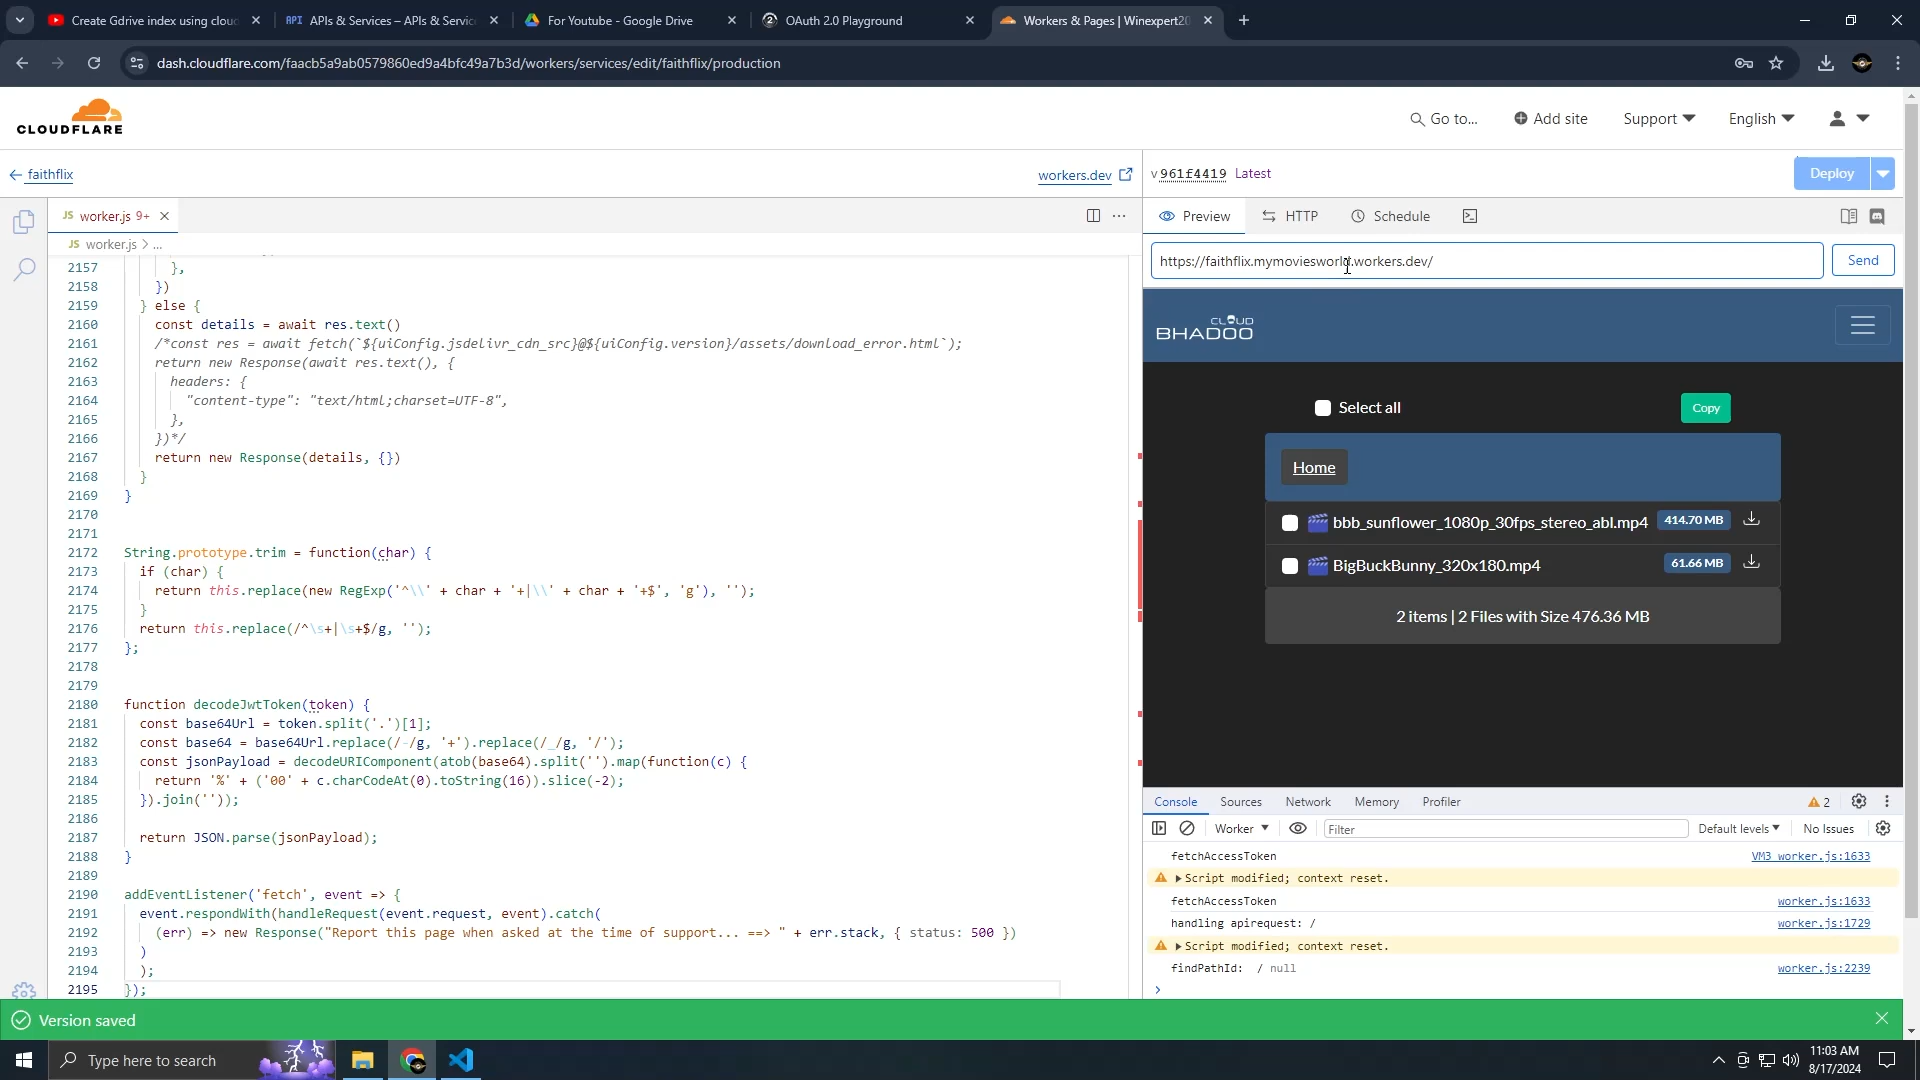 Create Gdrive index using clou
APIs & Services – APIs & Servic
For Youtube - Google Drive
OAuth 2.0 Playground
Workers & Pages | Winexpert20
dash.cloudflare.com/faacb5a9ab0579860ed9a4bfc49a7b3d/workers/services/edit/faithflix/production
CLOUDFLARE
Go to...
Add site
Support
English
faithflix
workers.dev
v 961f4419 Latest
Deploy
JS worker.js 9+
Preview
HTTP
Schedule
JS worker.js > ...
https://faithflix.mymoviesworld.workers.dev/
Send
2157 },
2158 })
2159 } else {
2160 const details = await res.text()
2161 /*const res = await fetch(`${uiConfig.jsdelivr_cdn_src}@${uiConfig.version}/assets/download_error.html`);
2162 return new Response(await res.text(), {
2163 headers: {
2164 "content-type": "text/html;charset=UTF-8",
2165 },
2166 })*/
2167 return new Response(details, {})
2168 }
2169 }
2170
2171
2172 String.prototype.trim = function(char) {
2173 if (char) {
2174 return this.replace(new RegExp('^\\' + char + '+|\\' + char + '+$', 'g'), '');
2175 }
2176 return this.replace(/^\s+|\s+$/g, '');
2177 };
2178
2179
2180 function decodeJwtToken(token) {
2181 const base64Url = token.split('.')[1];
2182 const base64 = base64Url.replace(/-/g, '+').replace(/_/g, '/');
2183 const jsonPayload = decodeURIComponent(atob(base64).split('').map(function(c) {
2184 return '%' + ('00' + c.charCodeAt(0).toString(16)).slice(-2);
2185 }).join(''));
2186
2187 return JSON.parse(jsonPayload);
2188 }
2189
2190 addEventListener('fetch', event => {
2191 event.respondWith(handleRequest(event.request, event).catch(
2192 (err) => new Response("Report this page when asked at the time of support... ==> " + err.stack, { status: 500 })
2193 )
2194 );
2195 });
CLOUD
BHADOO
Select all
Copy
Home
bbb_sunflower_1080p_30fps_stereo_abl.mp4 414.70 MB
BigBuckBunny_320x180.mp4 61.66 MB
2 items | 2 Files with Size 476.36 MB
Console
Sources
Network
Memory
Profiler
2
Worker
Filter
Default levels
No Issues
fetchAccessToken VM3 worker.js:1633
Script modified; context reset.
fetchAccessToken worker.js:1633
handling apirequest: / worker.js:1729
Script modified; context reset.
findPathId: / null worker.js:2239
Version saved
Type here to search
11:03 AM
8/17/2024